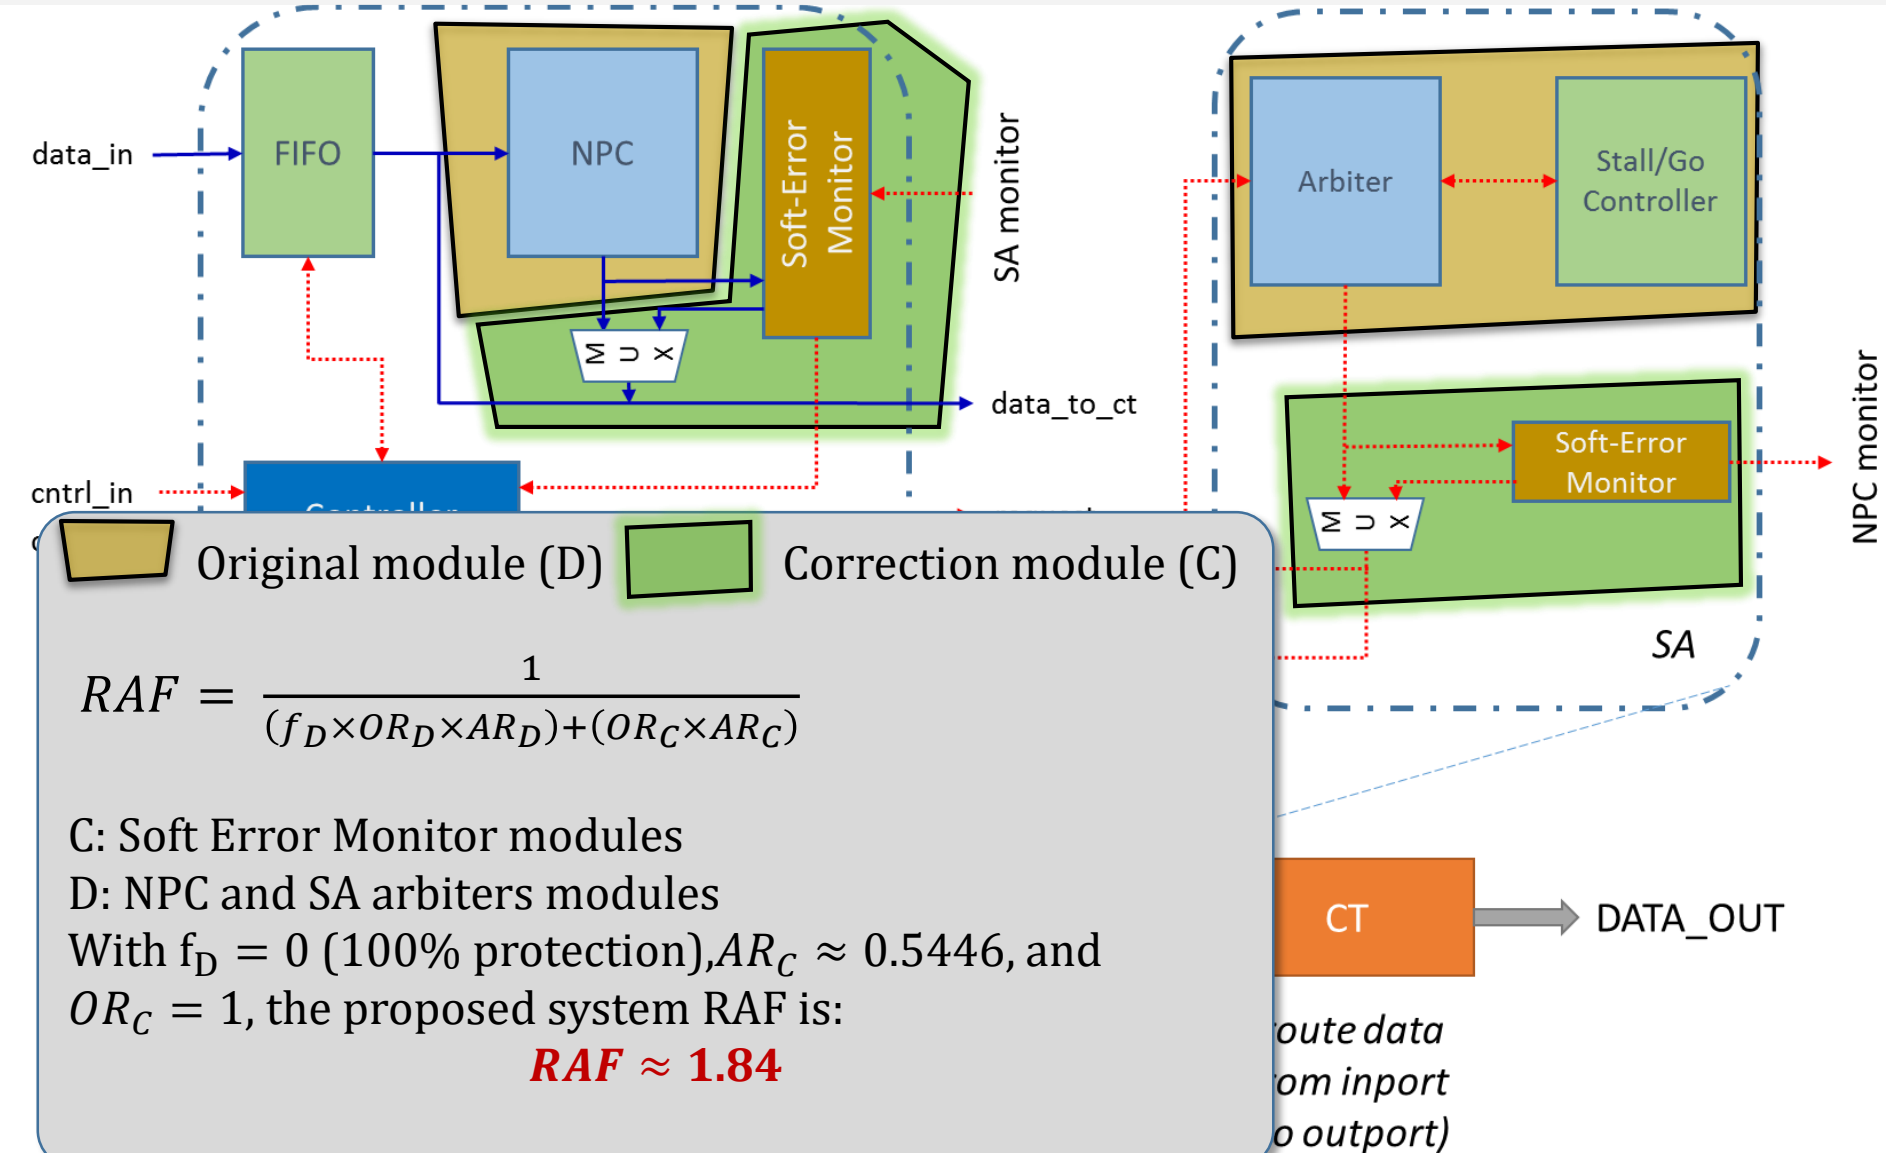 data_in
FIFO
NPC
Soft-Error
Monitor
SA monitor
M U X
data_to_ct
cntrl_in
Arbiter
Stall/Go
Controller
Soft-Error
Monitor
M U X
NPC monitor
SA
Controller
Original module (D)
Correction module (C)
RAF = 1 / (f_D×OR_D×AR_D)+(OR_C×AR_C)
C: Soft Error Monitor modules
D: NPC and SA arbiters modules
With f_D = 0 (100% protection),AR_C ≈ 0.5446, and
OR_C = 1, the proposed system RAF is:
RAF ≈ 1.84
CT
DATA_OUT
data
inport
outport)